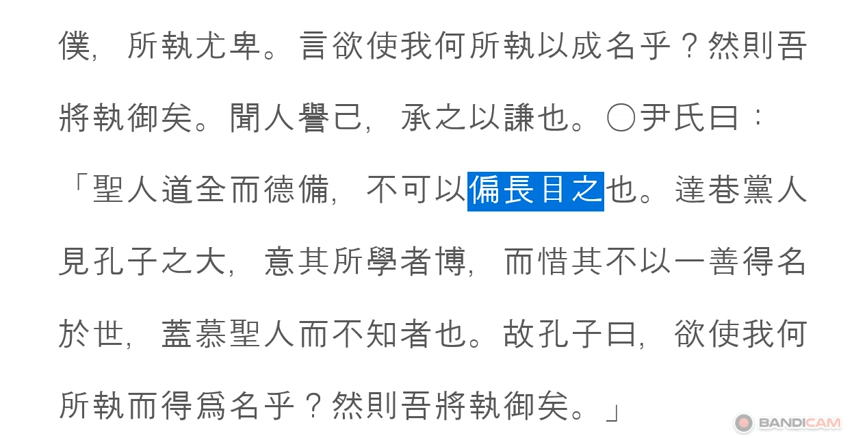 僕，所執尤卑。言欲使我何所執以成名乎？然則吾
將執御矣。聞人譽己，承之以謙也。○尹氏曰：
「聖人道全而德備，不可以偏長目之也。達巷黨人
見孔子之大，意其所學者博，而惜其不以一善得名
於世，蓋慕聖人而不知者也。故孔子曰，欲使我何
所執而得爲名乎？然則吾將執御矣。」
BANDICAM